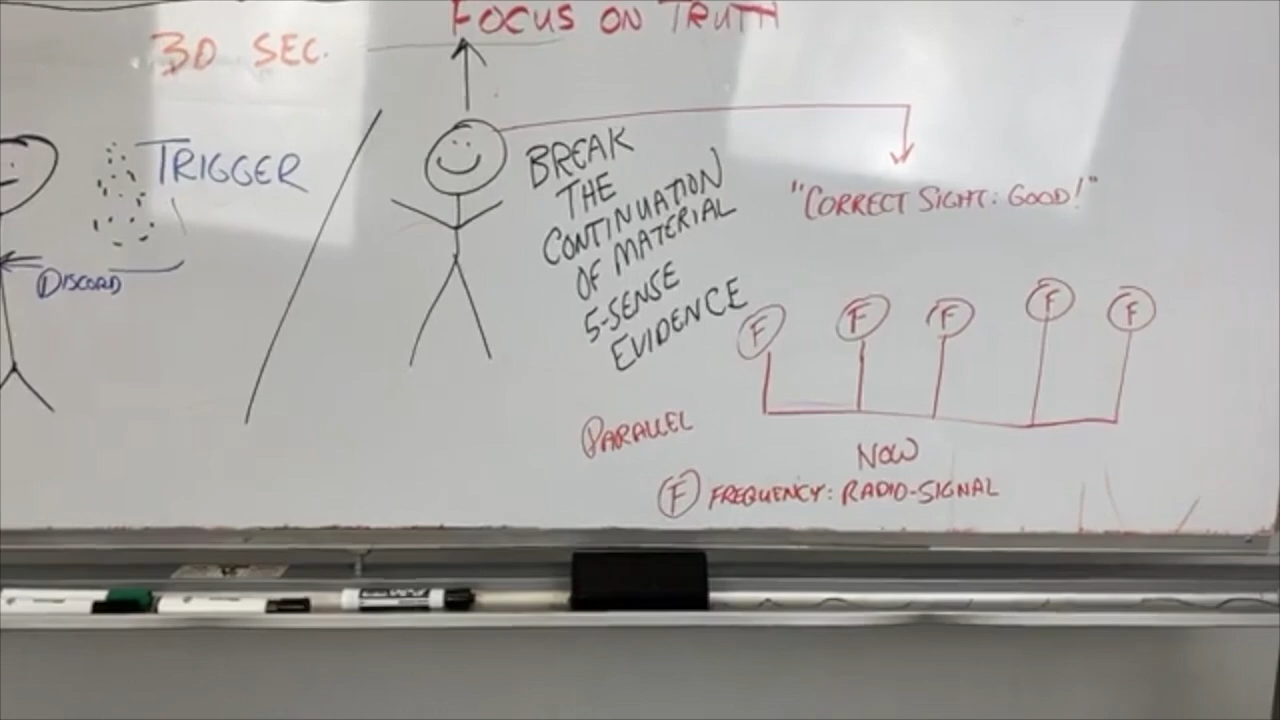 FOCUS ON TRUTH
30 SEC.
TRIGGER
DISCORD
BREAK
THE
CONTINUATION
OF MATERIAL
5-SENSE
EVIDENCE
"CORRECT SIGHT: GOOD!"
F F F F F
PARALLEL
NOW
F FREQUENCY: RADIO-SIGNAL